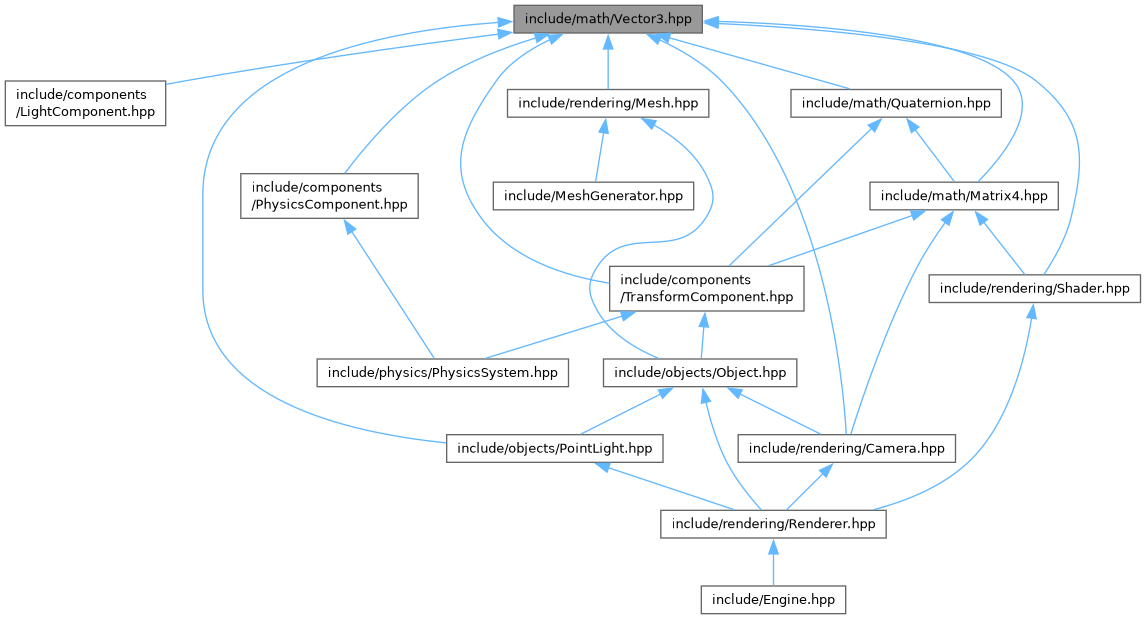 include/math/Vector3.hpp
include/components
/LightComponent.hpp
include/rendering/Mesh.hpp
include/math/Quaternion.hpp
include/components
/PhysicsComponent.hpp
include/MeshGenerator.hpp
include/math/Matrix4.hpp
include/components
/TransformComponent.hpp
include/rendering/Shader.hpp
include/physics/PhysicsSystem.hpp
include/objects/Object.hpp
include/objects/PointLight.hpp
include/rendering/Camera.hpp
include/rendering/Renderer.hpp
include/Engine.hpp